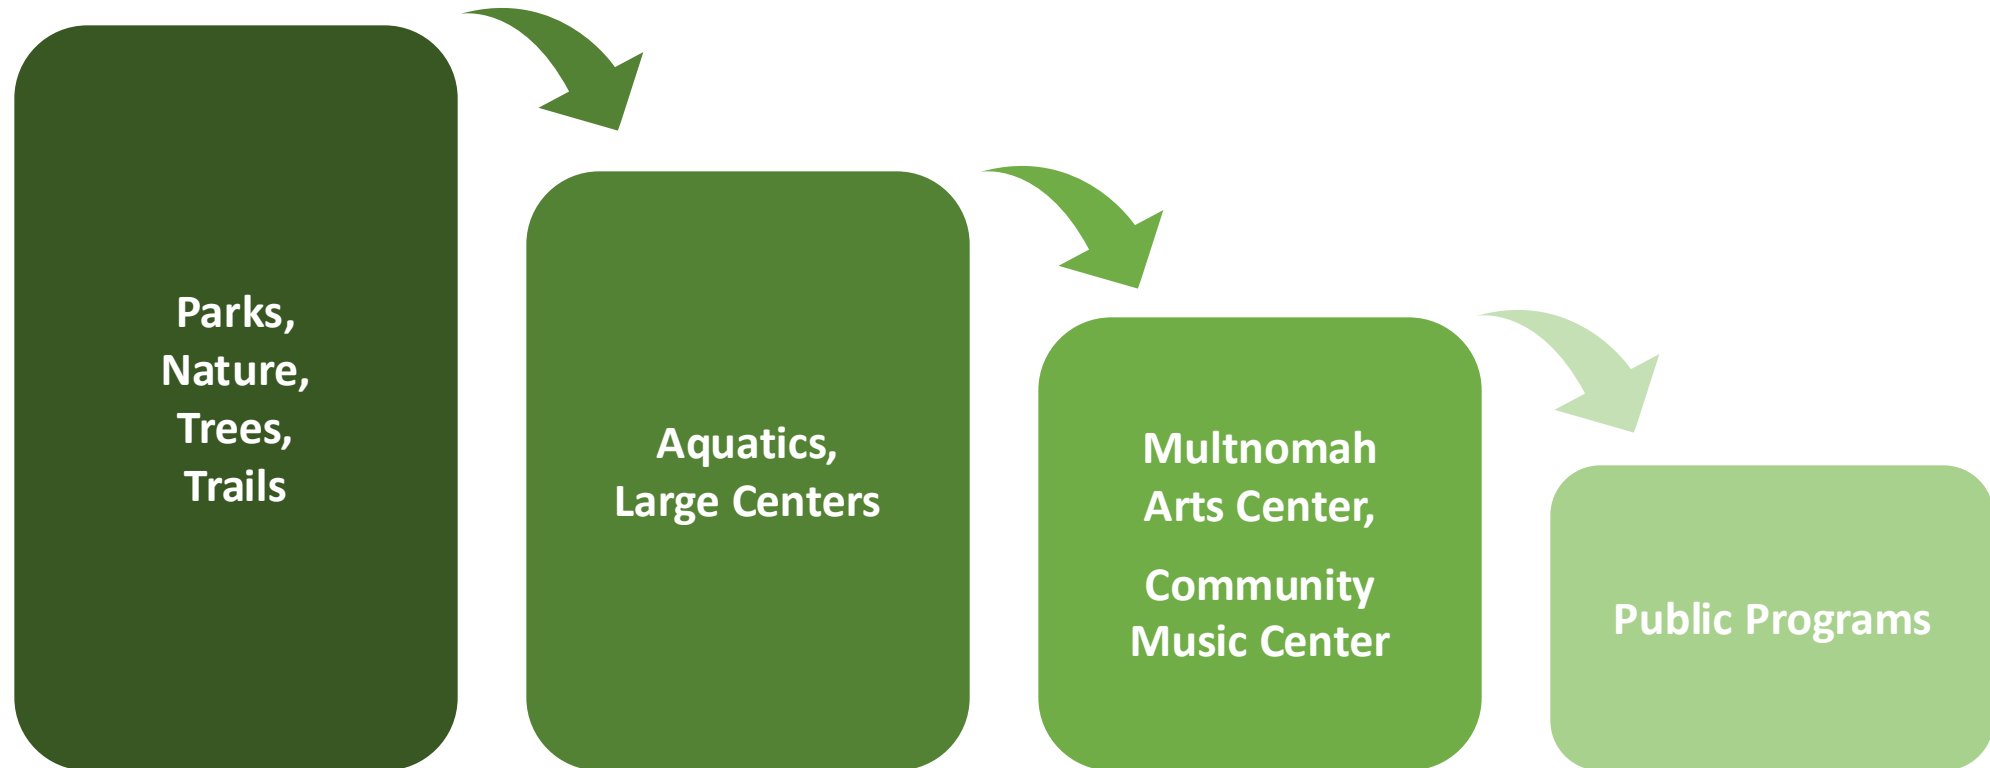 Parks,
Nature,
Trees,
Trails
Aquatics,
Large Centers
Multnomah
Arts Center,
Community
Music Center
Public Programs